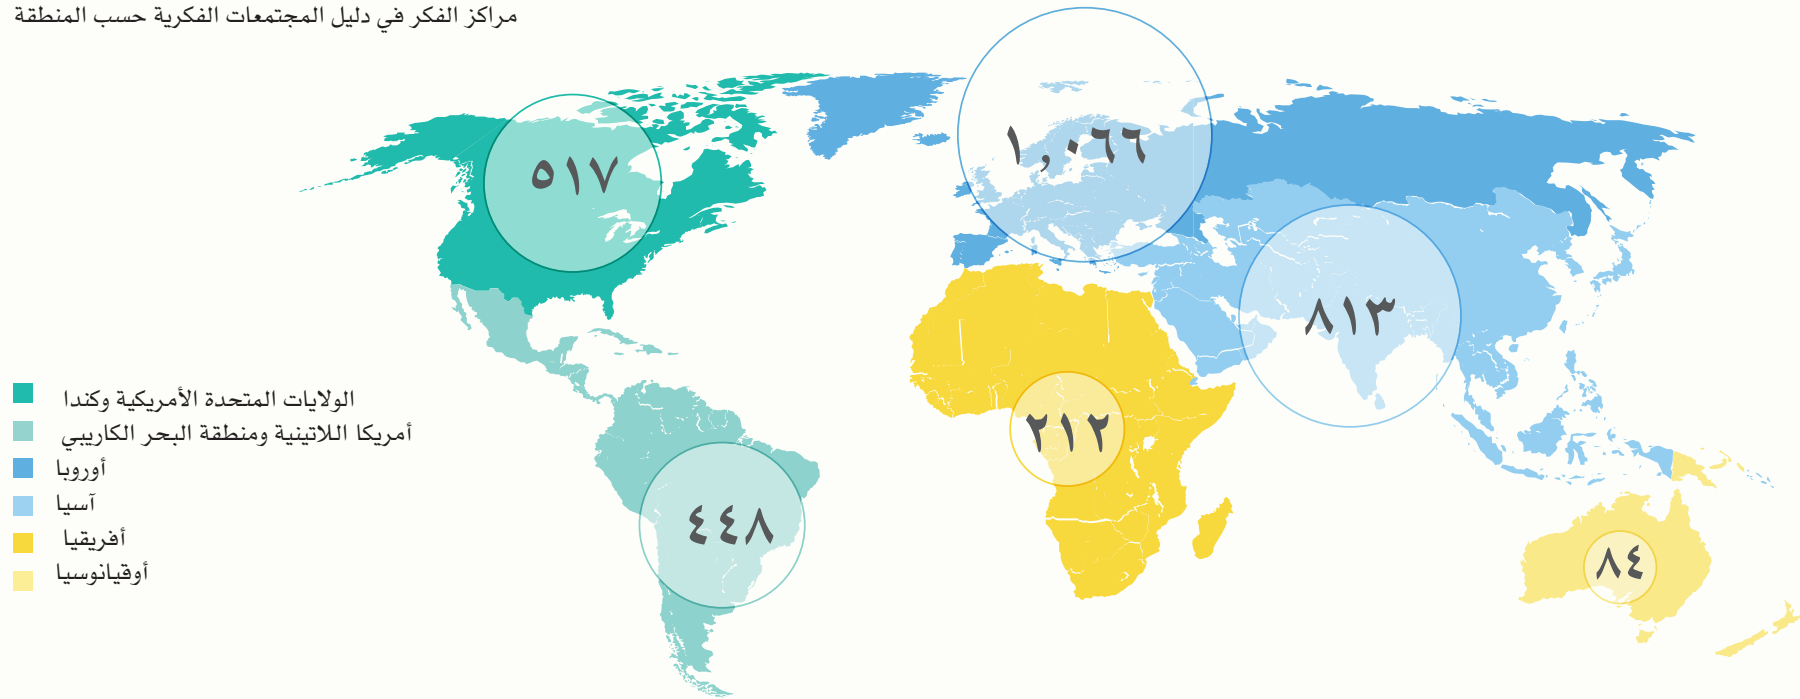 مراكز الفكر في دليل المجتمعات الفكرية حسب المنطقة
١,٠٦٦
٥١٧
٨١٣
٢١٢
٤٤٨
٨٤
الولايات المتحدة الأمريكية وكندا
أمريكا اللاتينية ومنطقة البحر الكاريبي
أوروبا
آسيا
أفريقيا
أوقيانوسيا